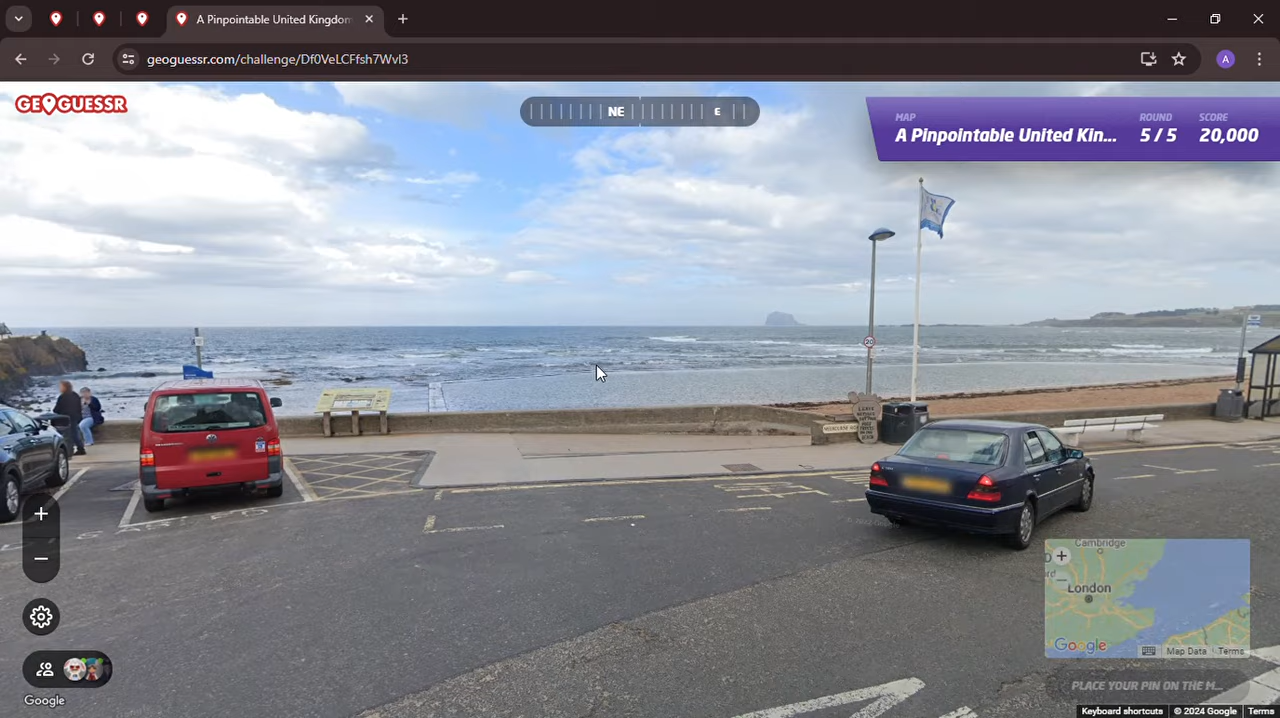 A Pinpointable United Kingdom
geoguessr.com/challenge/Df0VeLCFfsh7Wvl3
A
GEOGUESSR
NE
E
MAP
ROUND
SCORE
A Pinpointable United Kin...
5 / 5
20,000
20
Cambridge
London
Google
Map Data
Terms
PLACE YOUR PIN ON THE M...
Google
Keyboard shortcuts
© 2024 Google
Terms